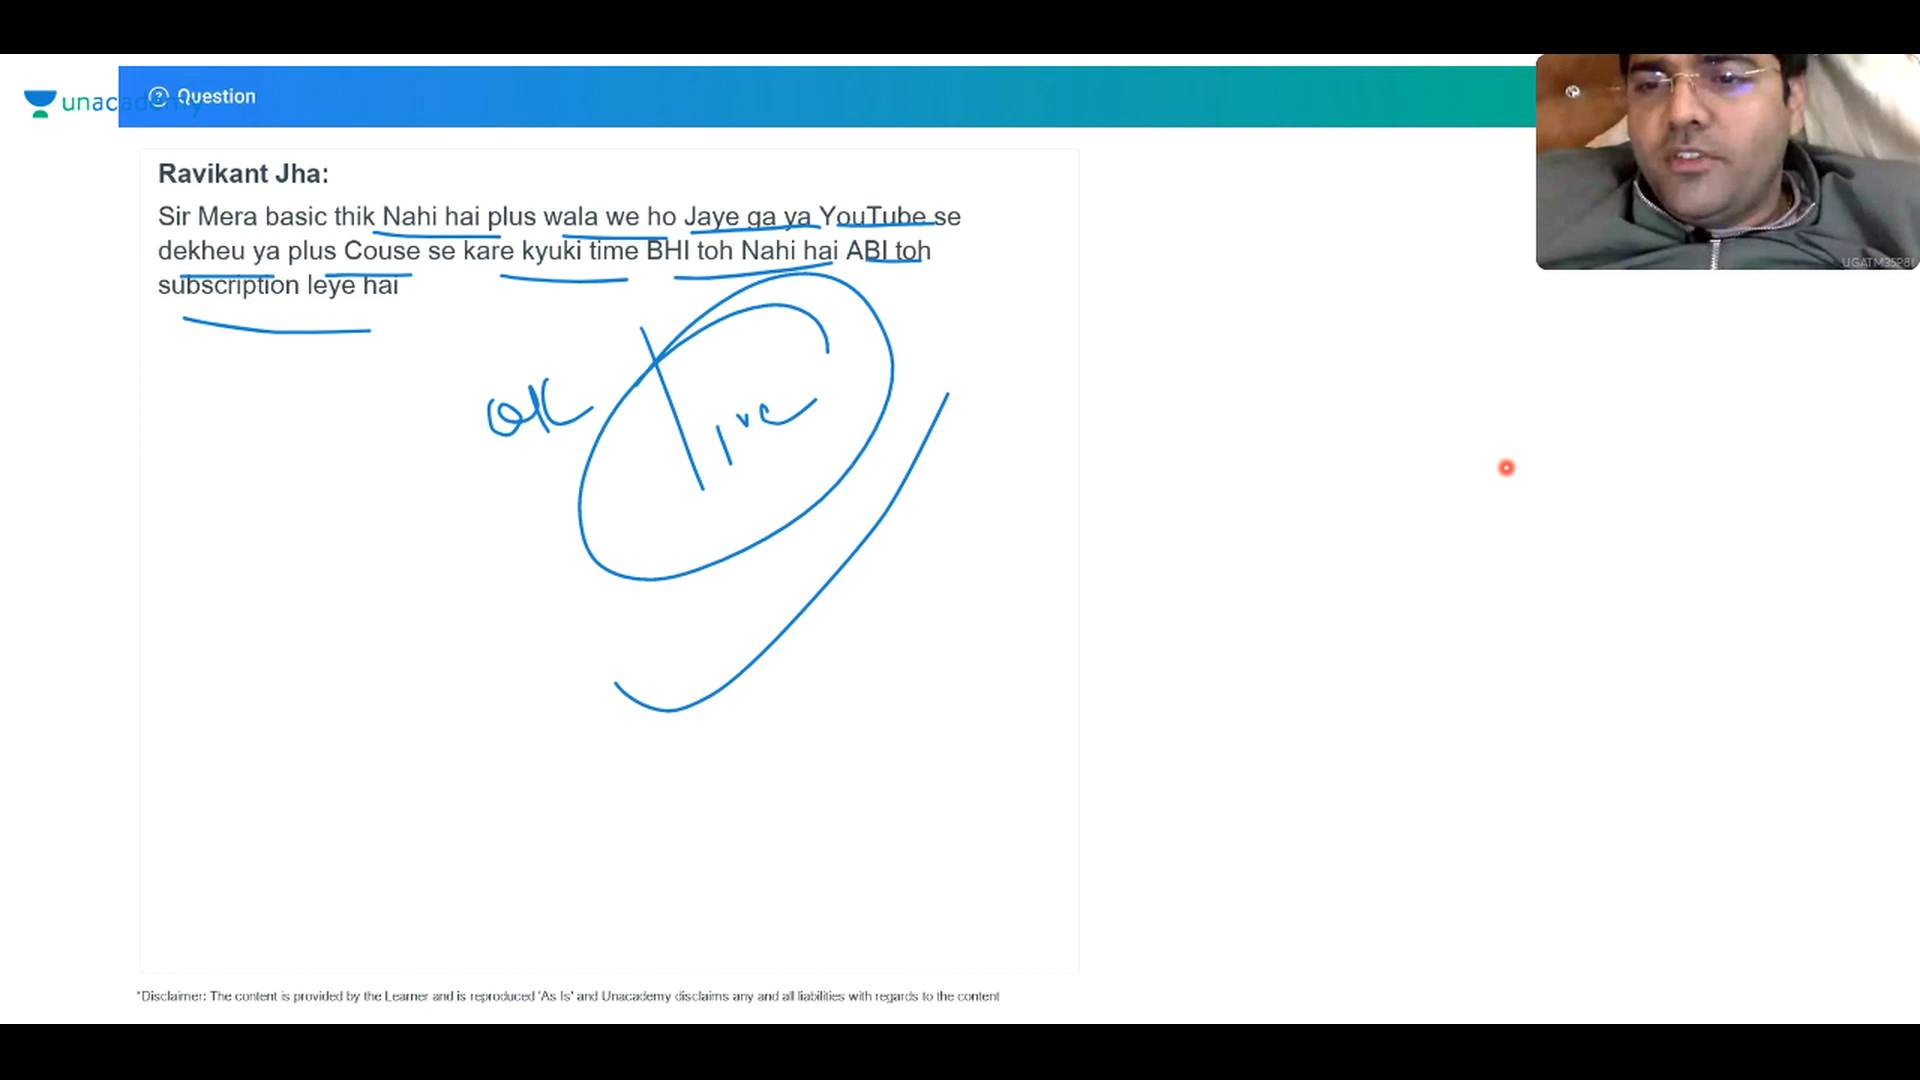 unacademy
Question
Ravikant Jha:
Sir Mera basic thik Nahi hai plus wala we ho Jaye ga ya YouTube se
dekheu ya plus Couse se kare kyuki time BHI toh Nahi hai ABI toh
subscription leye hai
OK
live
UGATM35P81
*Disclaimer: The content is provided by the Learner and is reproduced 'As Is' and Unacademy disclaims any and all liabilities with regards to the content